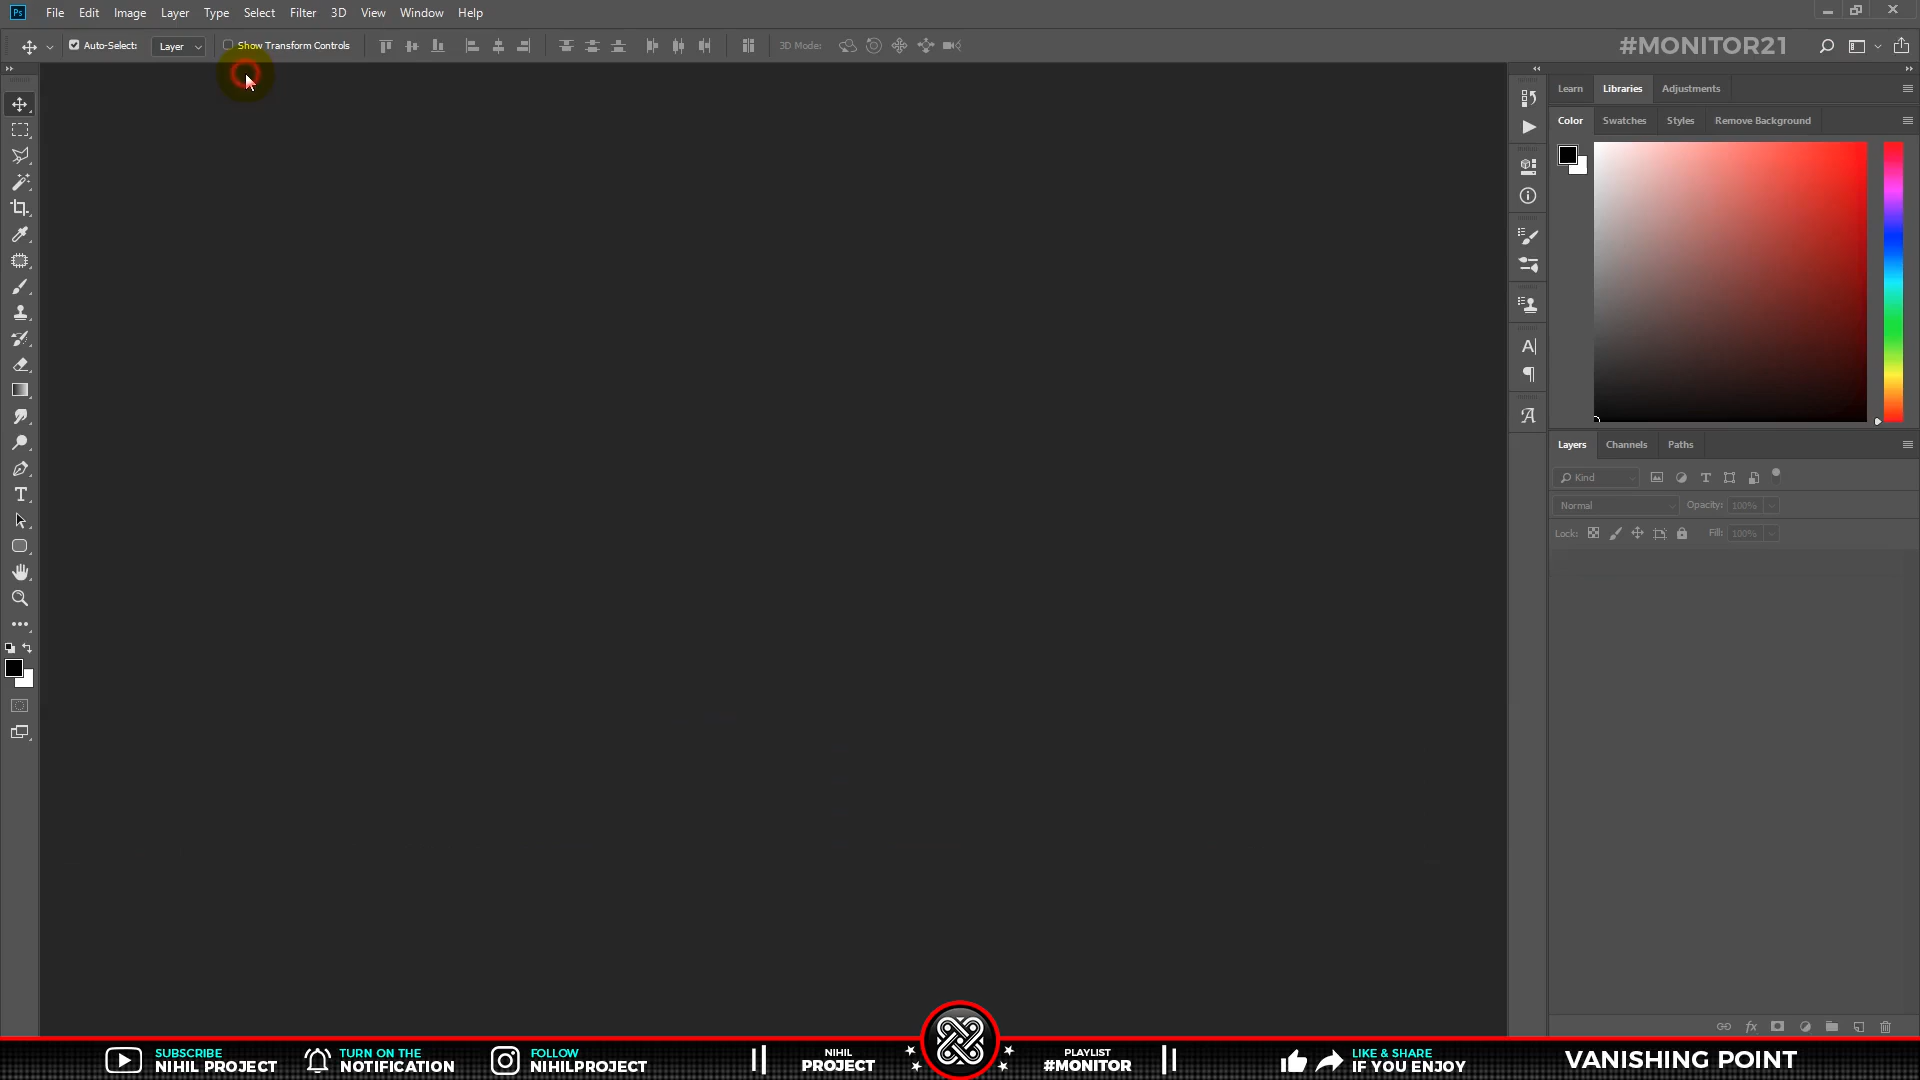 Ps File Edit Image Layer Type Select Filter 3D View Window Help
Auto-Select: Layer Show Transform Controls 3D Mode: #MONITOR21
Learn Libraries Adjustments
Color Swatches Styles Remove Background
Layers Channels Paths
Kind
Normal Opacity: 100%
Lock: Fill: 100%
SUBSCRIBE
NIHIL PROJECT
TURN ON THE
NOTIFICATION
FOLLOW
NIHILPROJECT
NIHIL
PROJECT
PLAYLIST
#MONITOR
LIKE & SHARE
IF YOU ENJOY
VANISHING POINT